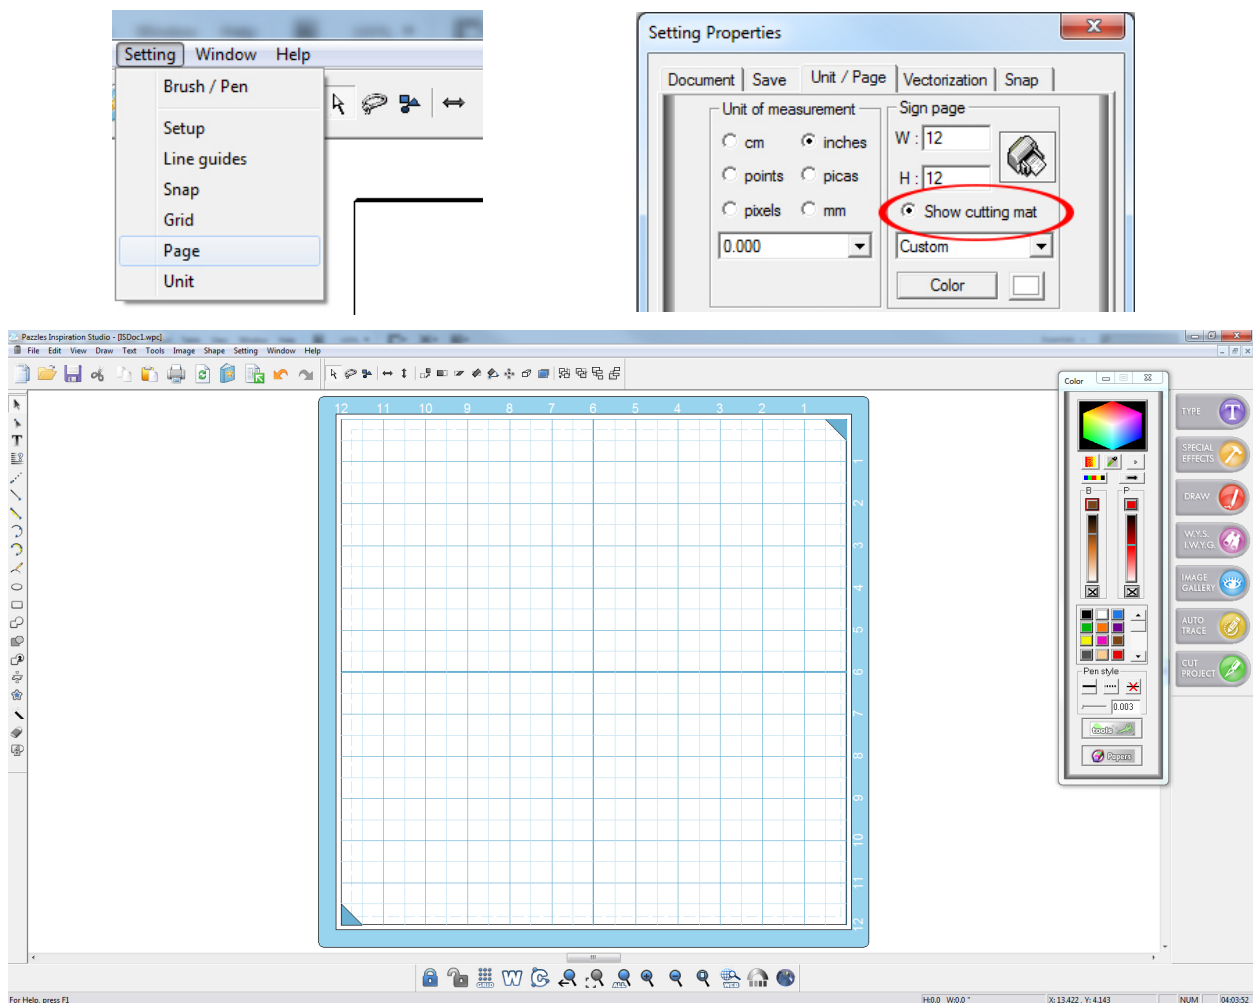 Setting Window Help
Brush / Pen
Setup
Line guides
Snap
Grid
Page
Unit
Setting Properties
Document Save Unit / Page Vectorization Snap
Unit of measurement
cm inches
points picas
pixels mm
0.000
Sign page
W : 12
H : 12
Show cutting mat
Custom
Color
Pazzles Inspiration Studio - [ISDoc1.wpc]
File Edit View Draw Text Tools Image Shape Setting Window Help
12 11 10 9 8 7 6 5 4 3 2 1
1
2
3
4
5
6
7
8
9
10
11
12
Color
B P
Pen style
0.003
tools
Papers
TYPE
SPECIAL
EFFECTS
DRAW
W.Y.S.
I.W.Y.G.
IMAGE
GALLERY
AUTO
TRACE
CUT
PROJECT
For Help, press F1
H:0.0 W:0.0 "
X: 13.422 , Y: 4.143
NUM
04:03:52